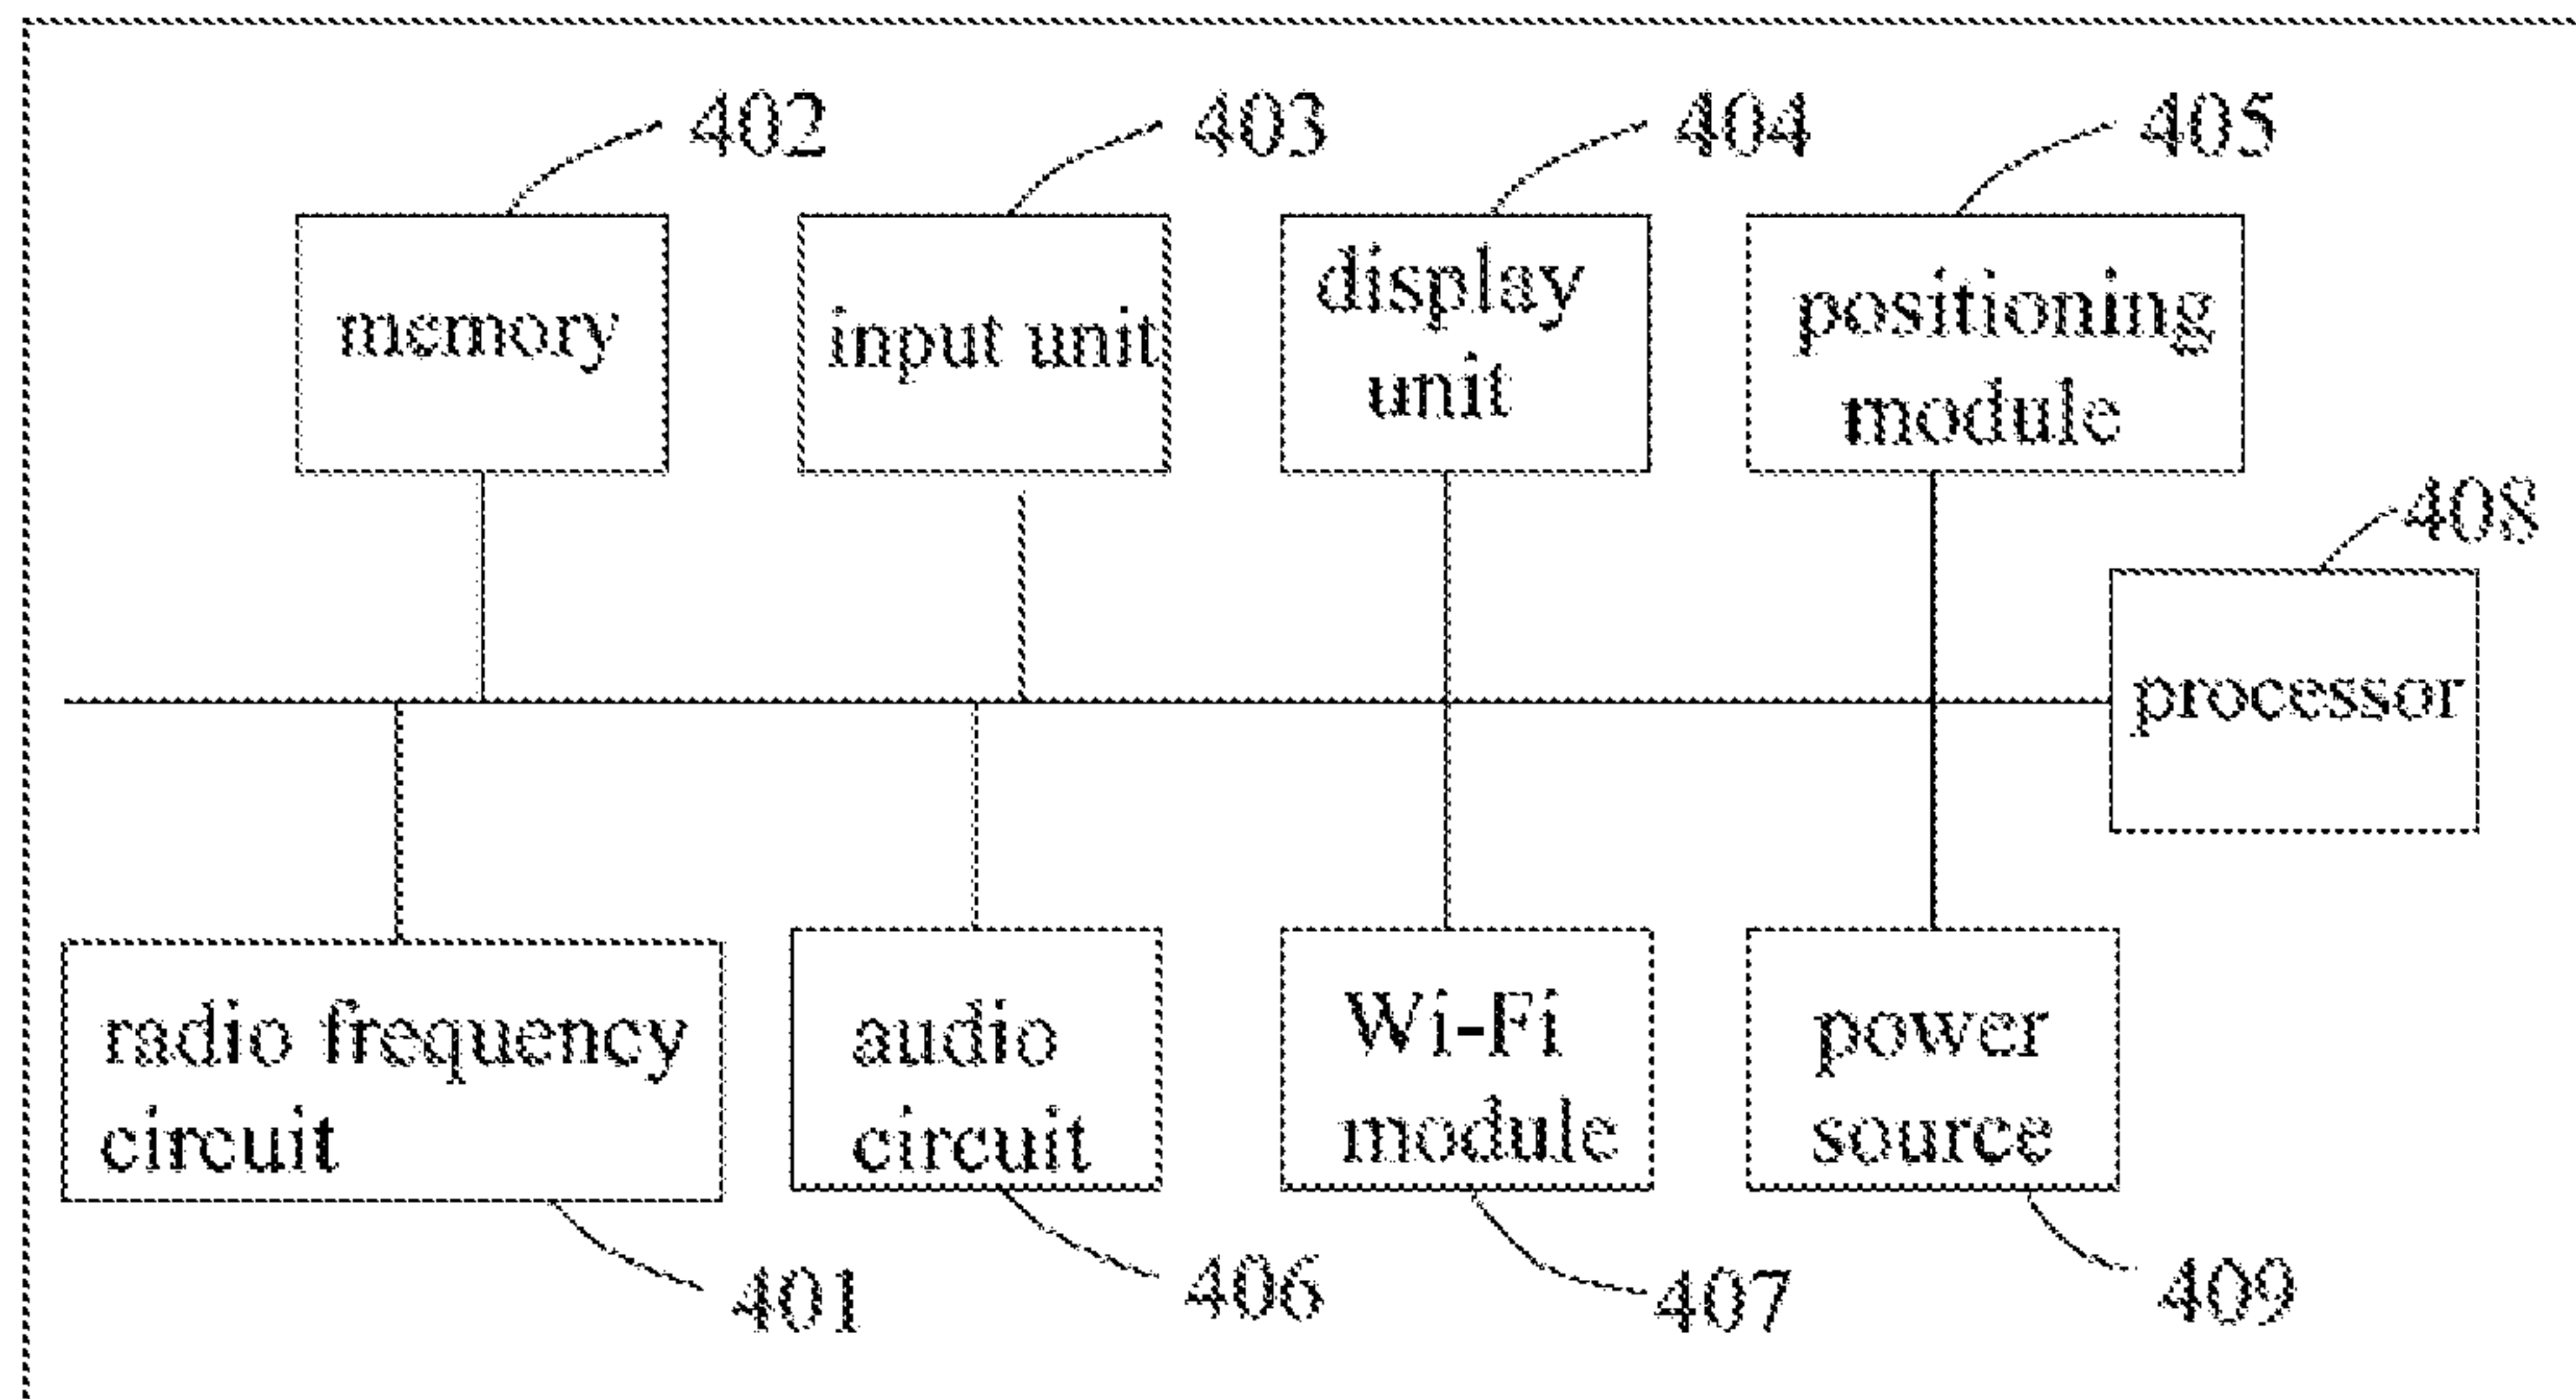 402
403
404
405
memory
input unit
display
unit
positioning
module
408
processor
radio frequency
circuit
audio
circuit
Wi-Fi
module
power
source
401
406
407
409